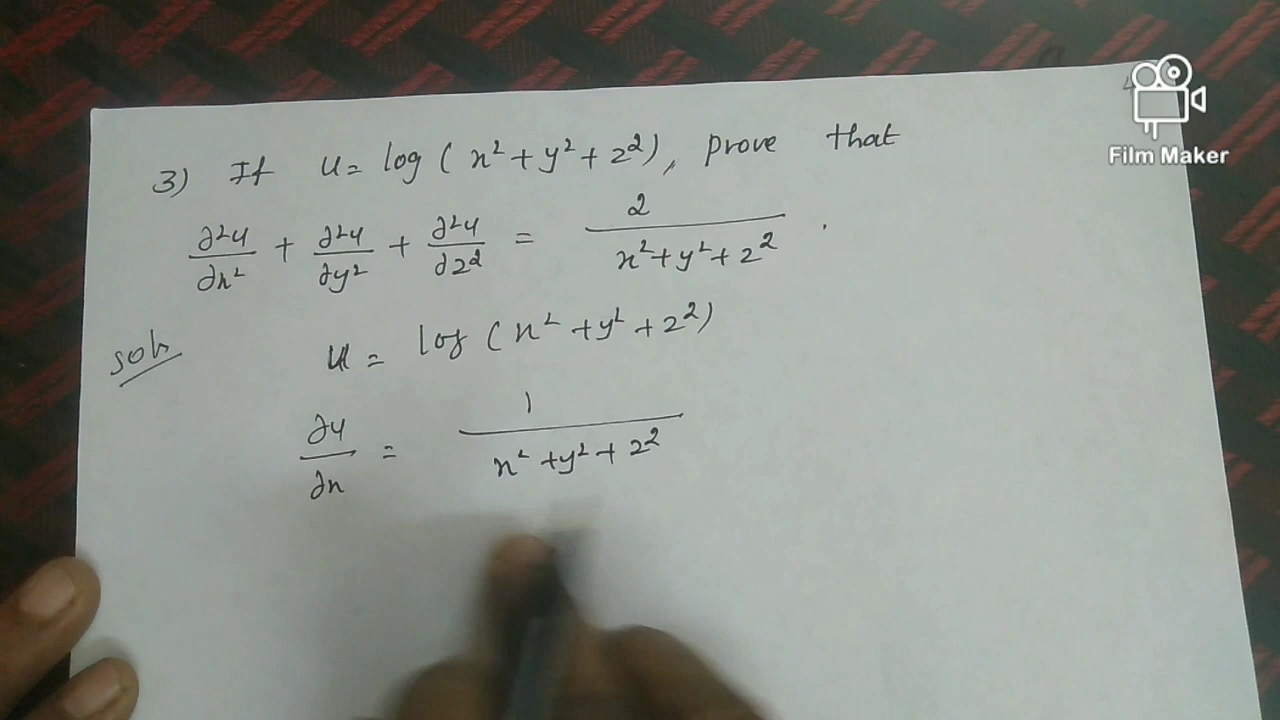 3) If u = log (x² + y² + z²), prove that
∂²u/∂x² + ∂²u/∂y² + ∂²u/∂z² = 2/(x² + y² + z²) .
soln u = log (x² + y² + z²)
∂u/∂x = 1/(x² + y² + z²)
Film Maker